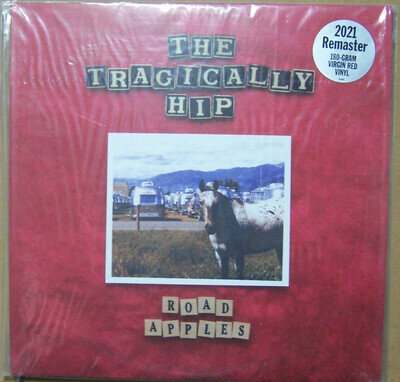 THE
TRAGICALLY
HIP
2021
Remaster
180-GRAM
VIRGIN RED
VINYL
ROAD
APPLES